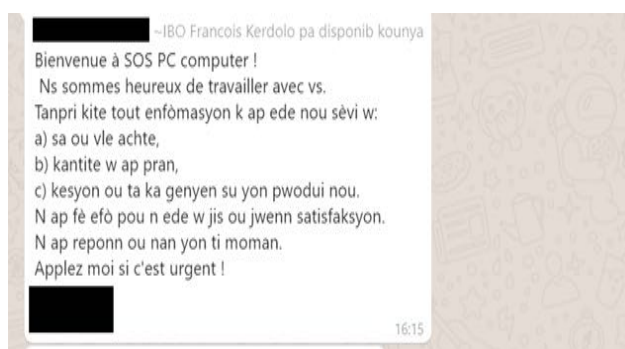 ~IBO Francois Kerdolo pa disponib kounya
Bienvenue à SOS PC computer !
Ns sommes heureux de travailler avec vs.
Tanpri kite tout enfòmasyon k ap ede nou sèvi w:
a) sa ou vle achte,
b) kantite w ap pran,
c) kesyon ou ta ka genyen su yon pwodui nou.
N ap fè efò pou n ede w jis ou jwenn satisfaksyon.
N ap reponn ou nan yon ti moman.
Applez moi si c'est urgent !
16:15